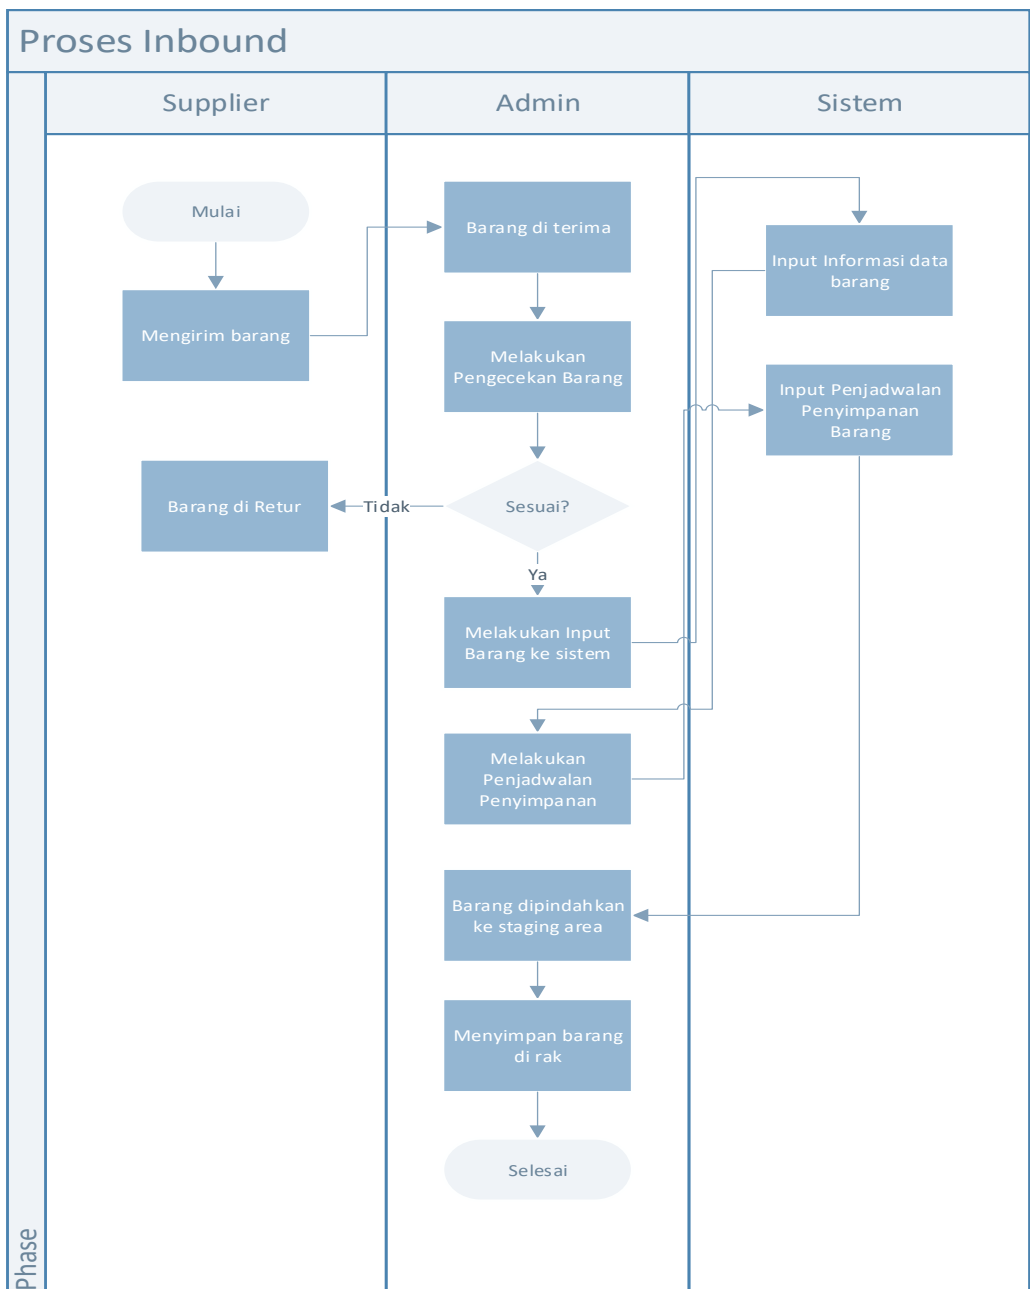 Proses Inbound
Supplier
Admin
Sistem
Mulai
Mengirim barang
Barang di terima
Input Informasi data
barang
Melakukan
Pengecekan Barang
Input Penjadwalan
Penyimpanan
Barang
Sesuai?
Tidak
Barang di Retur
Ya
Melakukan Input
Barang ke sistem
Melakukan
Penjadwalan
Penyimpanan
Barang dipindahkan
ke staging area
Menyimpan barang
di rak
Selesai
Phase